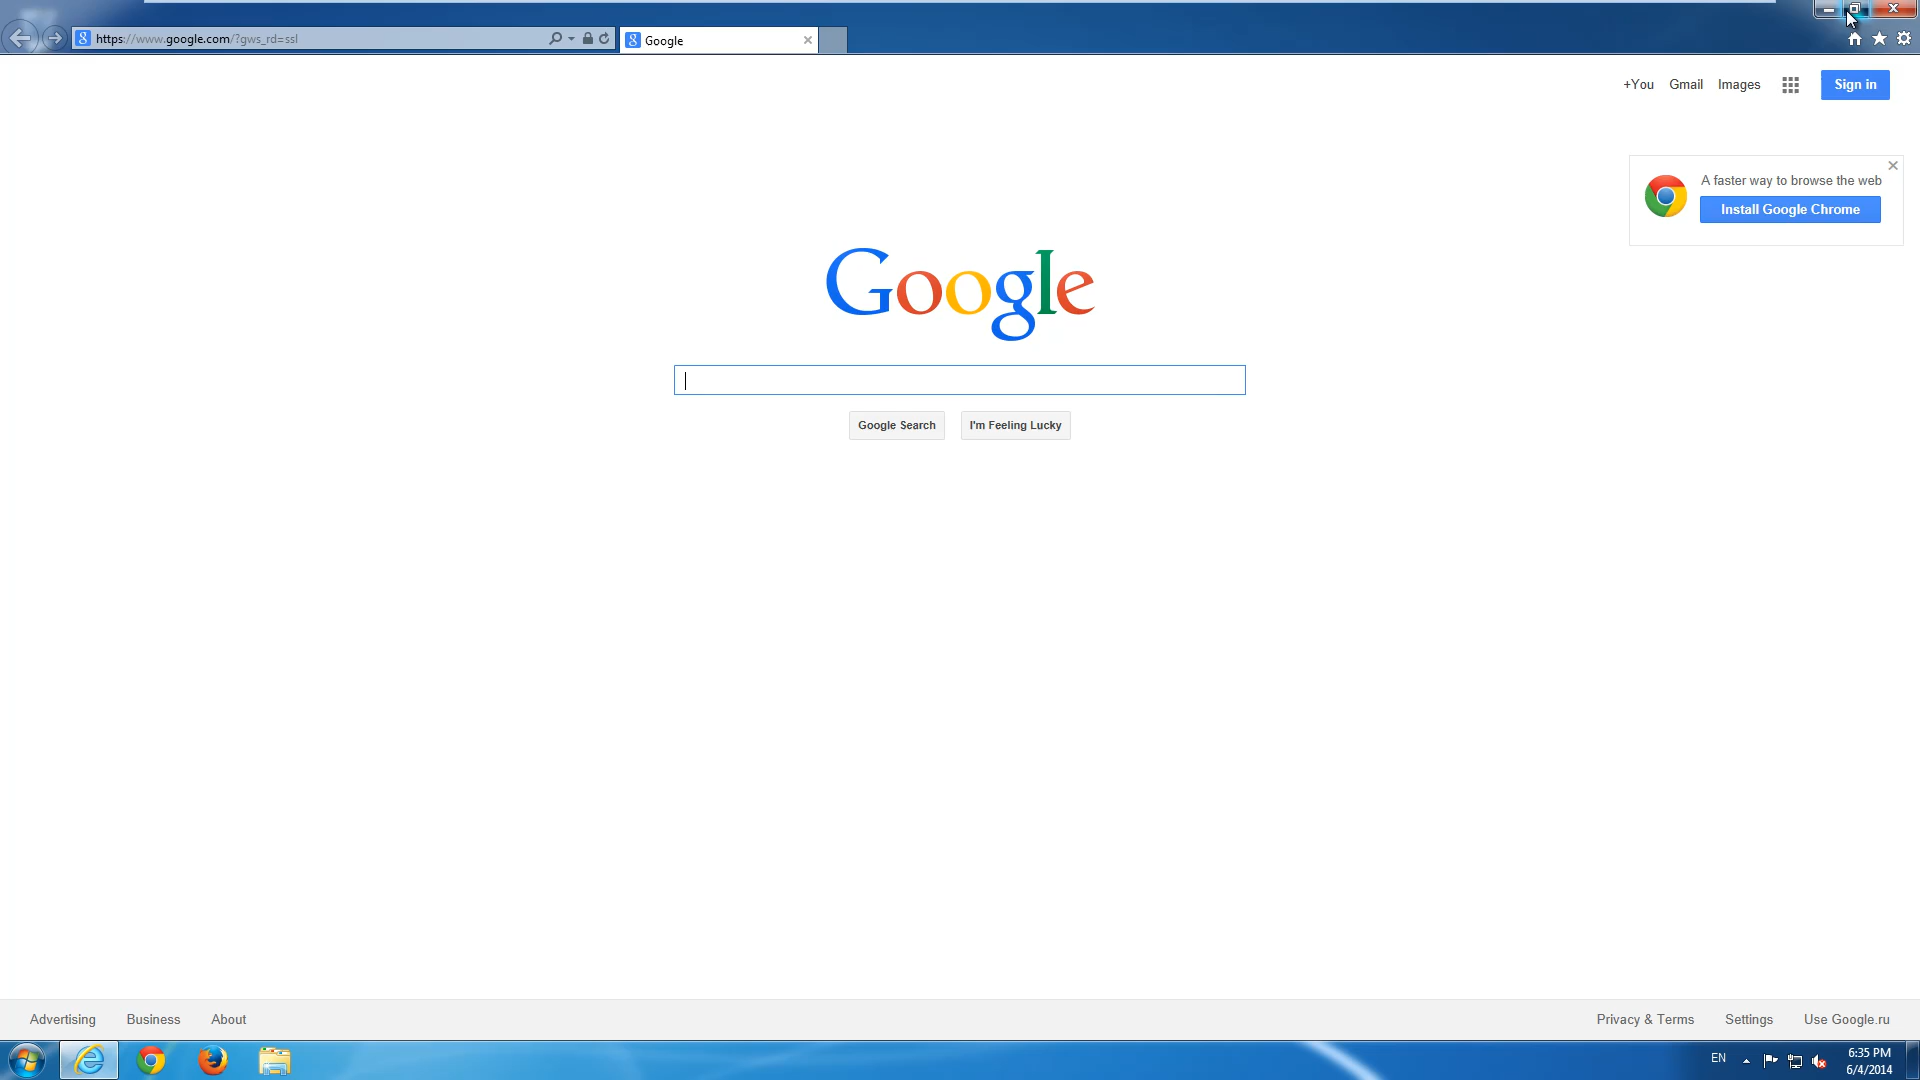 https://www.google.com/?gws_rd=ssl
Google
+You Gmail Images Sign in
A faster way to browse the web
Install Google Chrome
Google
Google Search I'm Feeling Lucky
Advertising Business About Privacy & Terms Settings Use Google.ru
EN 6:35 PM
6/4/2014